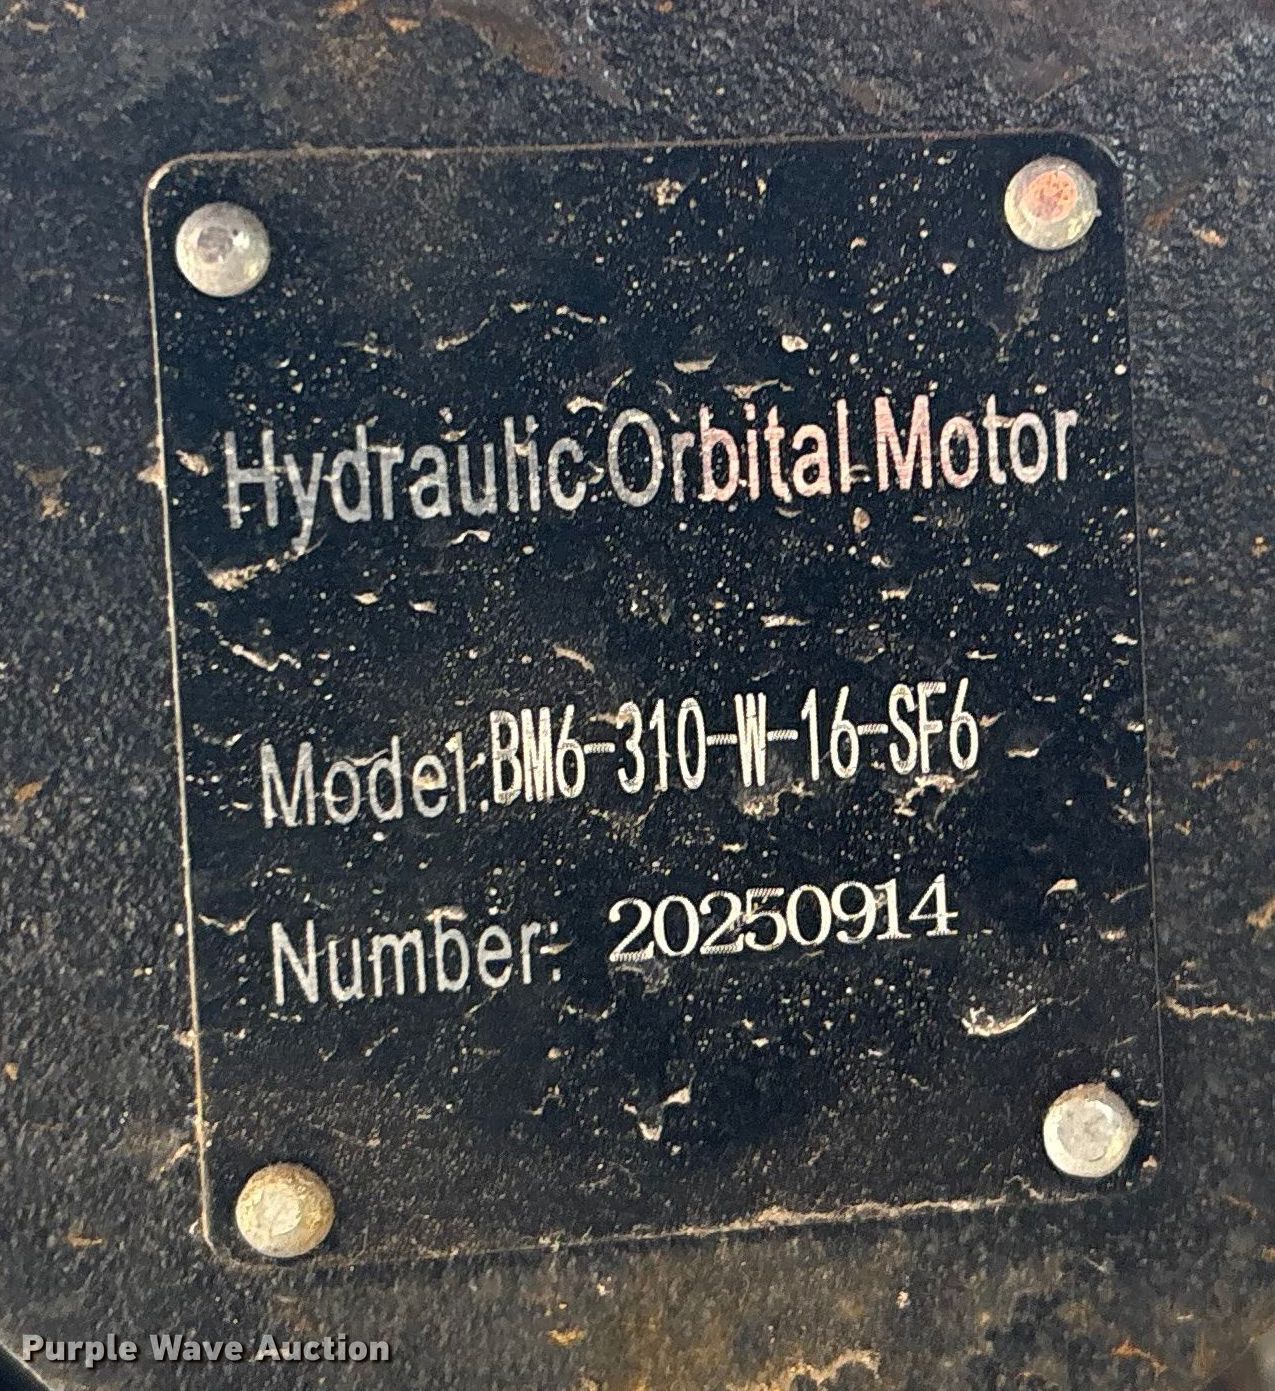 Hydraulic Orbital Motor
Model:BM6-310-W-16-SF6
Number: 20250914
Purple Wave Auction